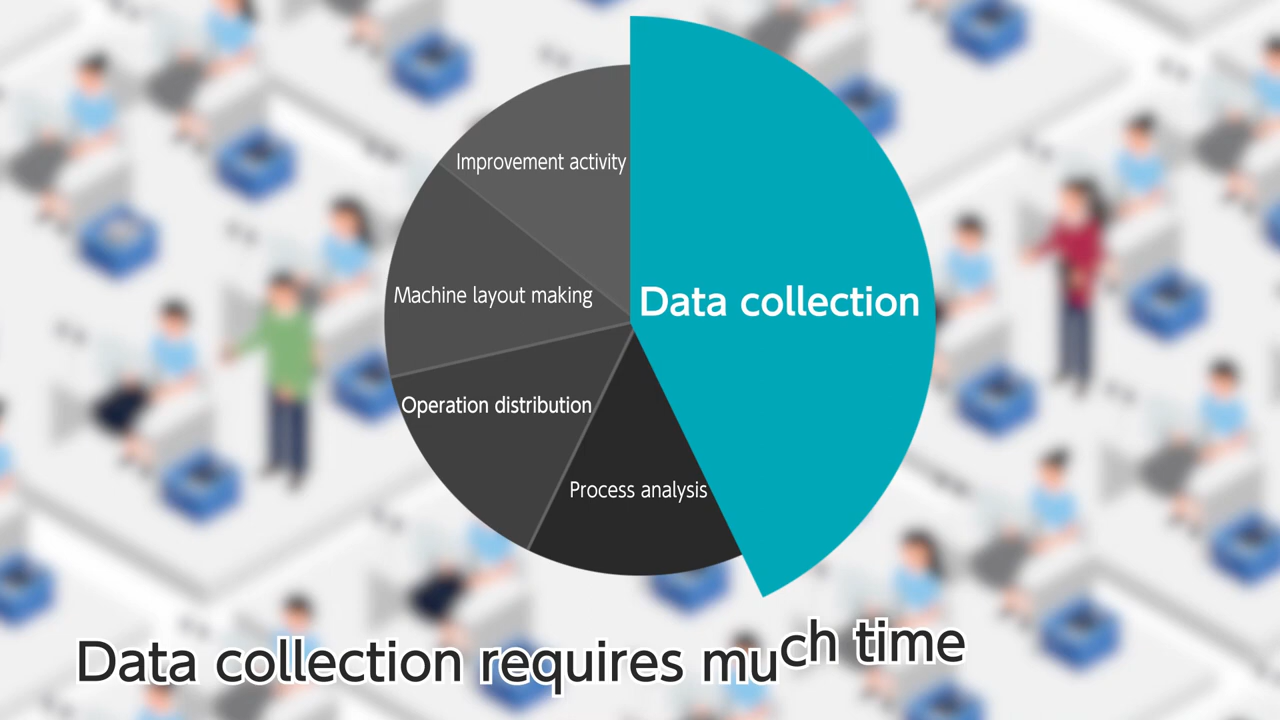 Improvement activity
Machine layout making
Data collection
Operation distribution
Process analysis
Data collection requires much time